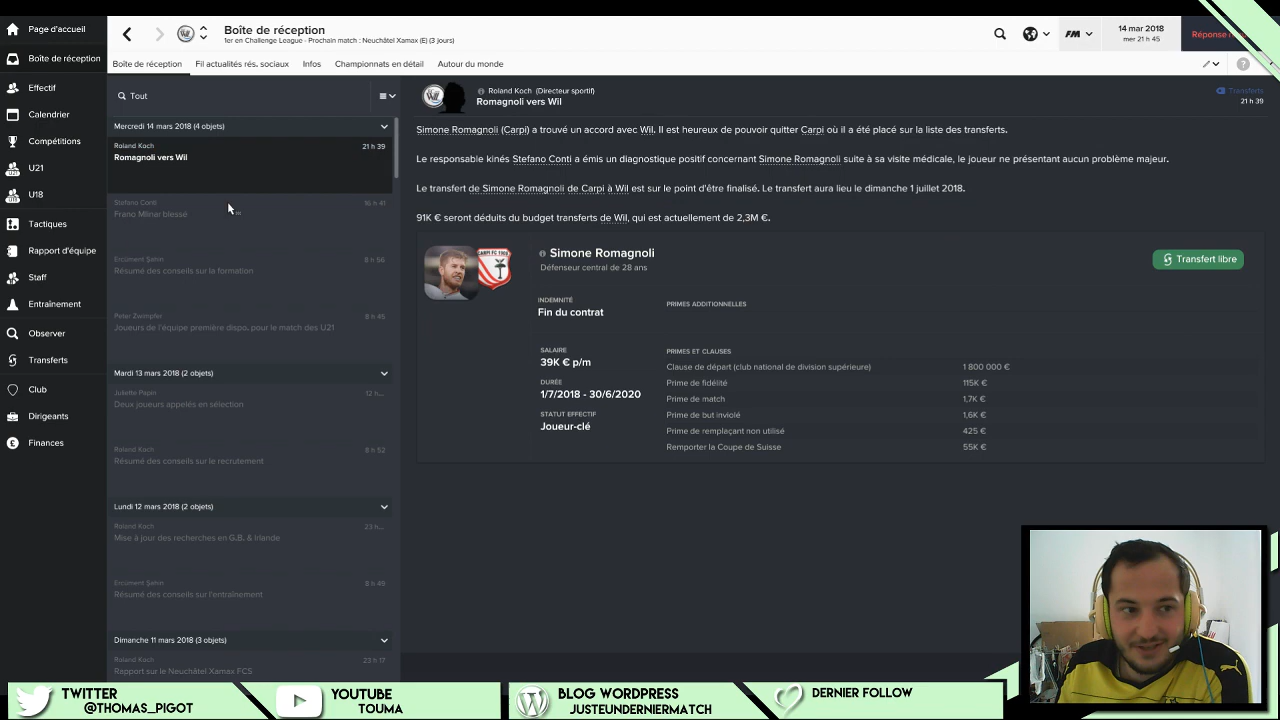 Page d'accueil
Boîte de réception
Effectif
Calendrier
Compétitions
U21
U18
Tactiques
Rapport d'équipe
Staff
Entraînement
Observer
Transferts
Club
Dirigeants
Finances
Boîte de réception
1er en Challenge League - Prochain match : Neuchâtel Xamax (E) (3 jours)
FM
14 mar 2018
mer 21 h 45
Boîte de réception
Fil actualités rés. sociaux
Infos
Championnats en détail
Autour du monde
?
Tout
Mercredi 14 mars 2018 (4 objets)
Roland Koch
21 h 39
Romagnoli vers Wil
Stefano Conti
16 h 41
Frano Mlinar blessé
Ercüment Şahin
8 h 56
Résumé des conseils sur la formation
Peter Zwimpfer
8 h 45
Joueurs de l'équipe première dispo. pour le match des U21
Mardi 13 mars 2018 (2 objets)
Juliette Papin
12 h...
Deux joueurs appelés en sélection
Roland Koch
8 h 52
Résumé des conseils sur le recrutement
Lundi 12 mars 2018 (2 objets)
Roland Koch
23 h...
Mise à jour des recherches en G.B. & Irlande
Ercüment Şahin
8 h 49
Résumé des conseils sur l'entraînement
Dimanche 11 mars 2018 (3 objets)
Roland Koch
23 h 17
Rapport sur le Neuchâtel Xamax FCS
Roland Koch (Directeur sportif)
Romagnoli vers Wil
Transferts
21 h 39
Simone Romagnoli (Carpi) a trouvé un accord avec Wil. Il est heureux de pouvoir quitter Carpi où il a été placé sur la liste des transferts.
Le responsable kinés Stefano Conti a émis un diagnostique positif concernant Simone Romagnoli suite à sa visite médicale, le joueur ne présentant aucun problème majeur.
Le transfert de Simone Romagnoli de Carpi à Wil est sur le point d'être finalisé. Le transfert aura lieu le dimanche 1 juillet 2018.
91K € seront déduits du budget transferts de Wil, qui est actuellement de 2,3M €.
Simone Romagnoli
Défenseur central de 28 ans
Transfert libre
INDEMNITÉ
Fin du contrat
PRIMES ADDITIONNELLES
SALAIRE
39K € p/m
DURÉE
1/7/2018 - 30/6/2020
STATUT EFFECTIF
Joueur-clé
PRIMES ET CLAUSES
Clause de départ (club national de division supérieure) 1 800 000 €
Prime de fidélité 115K €
Prime de match 1,7K €
Prime de but inviolé 1,6K €
Prime de remplaçant non utilisé 425 €
Remporter la Coupe de Suisse 55K €
TWITTER
@THOMAS_PIGOT
YOUTUBE
TOUMA
BLOG WORDPRESS
JUSTEUNDERNIERMATCH
DERNIER FOLLOW